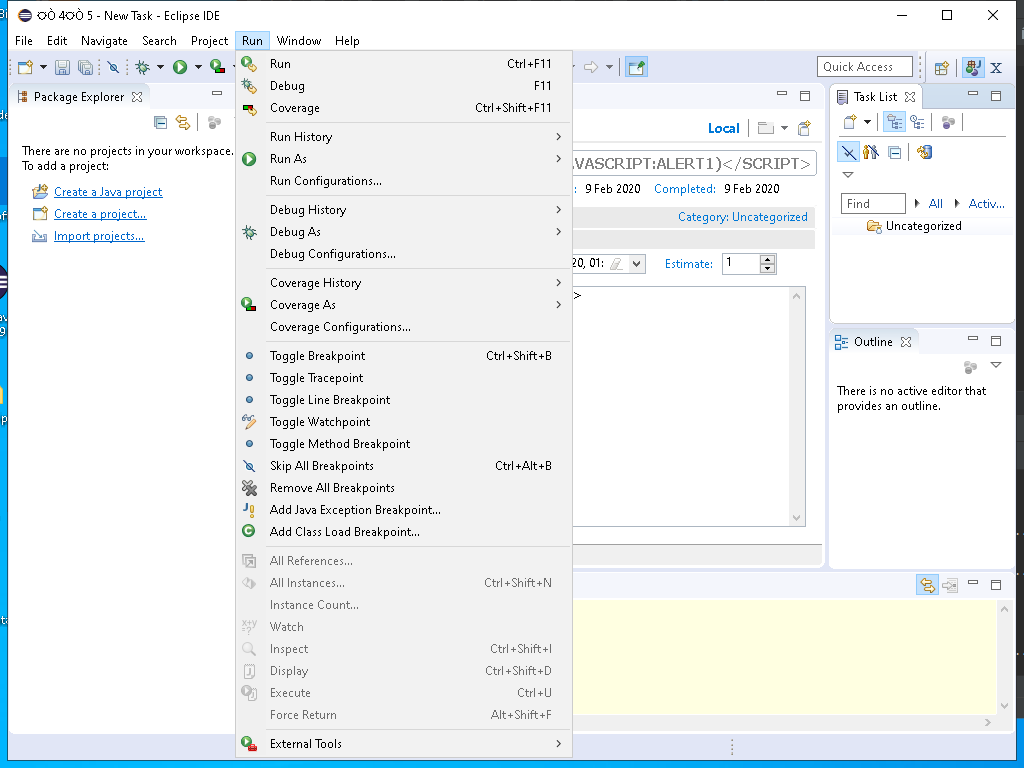 ѸÒ 4ѸÒ 5 - New Task - Eclipse IDE
File Edit Navigate Search Project Run Window Help
Quick Access
Package Explorer
There are no projects in your workspace.
To add a project:
Create a Java project
Create a project...
Import projects...
Run Ctrl+F11
Debug F11
Coverage Ctrl+Shift+F11
Run History
Run As
Run Configurations...
Debug History
Debug As
Debug Configurations...
Coverage History
Coverage As
Coverage Configurations...
Toggle Breakpoint Ctrl+Shift+B
Toggle Tracepoint
Toggle Line Breakpoint
Toggle Watchpoint
Toggle Method Breakpoint
Skip All Breakpoints Ctrl+Alt+B
Remove All Breakpoints
Add Java Exception Breakpoint...
Add Class Load Breakpoint...
All References...
All Instances... Ctrl+Shift+N
Instance Count...
Watch
Inspect Ctrl+Shift+I
Display Ctrl+Shift+D
Execute Ctrl+U
Force Return Alt+Shift+F
External Tools
Local
AVASCRIPT:ALERT1)</SCRIPT>
: 9 Feb 2020 Completed: 9 Feb 2020
Category: Uncategorized
20, 01: Estimate: 1
>
Task List
Find All Activ...
Uncategorized
Outline
There is no active editor that
provides an outline.